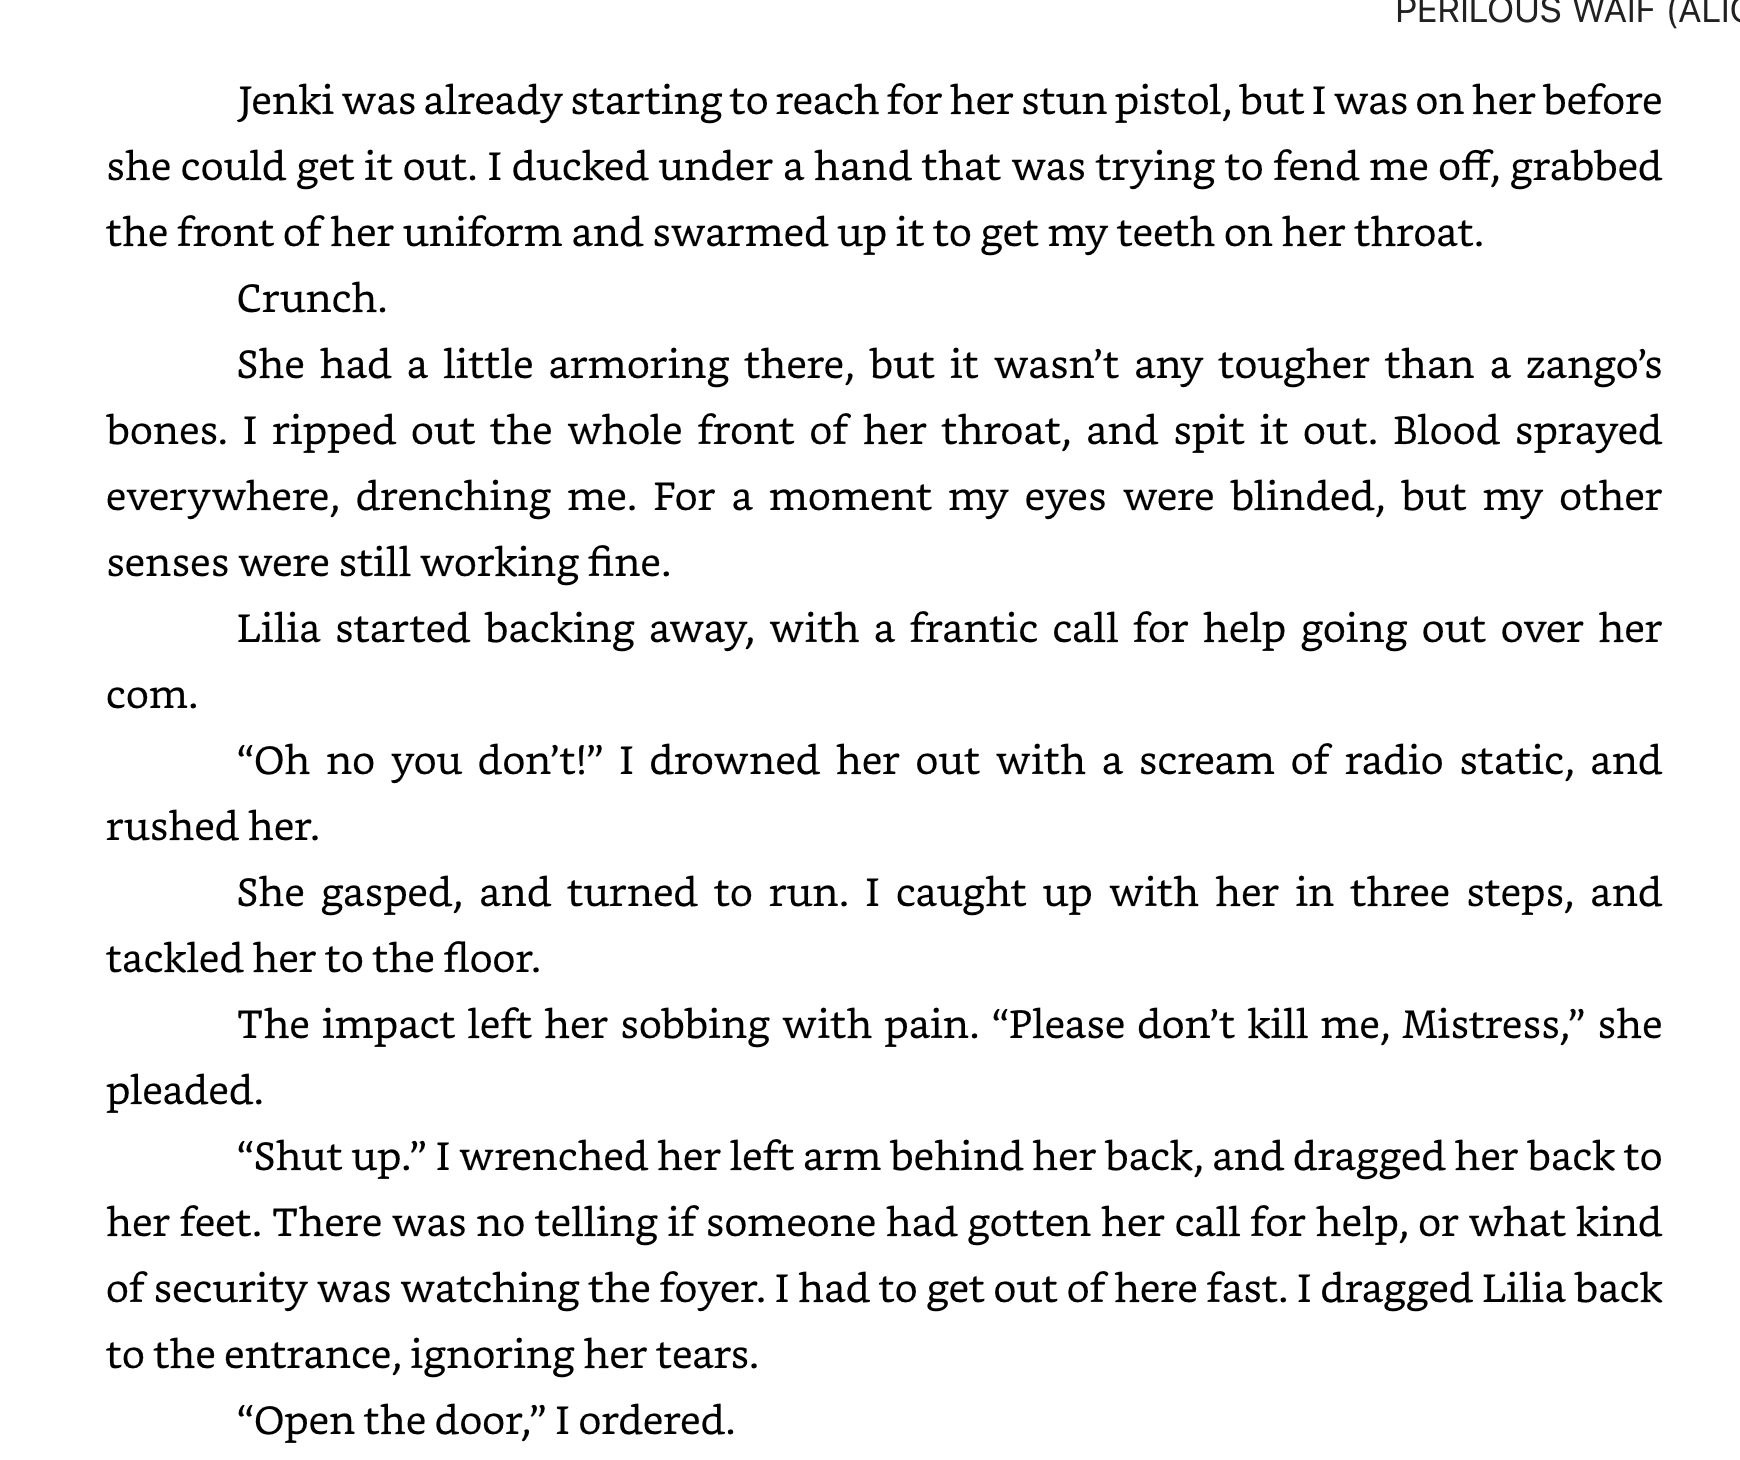 PERILOUS WAIF (ALIC
Jenki was already starting to reach for her stun pistol, but I was on her before
she could get it out. I ducked under a hand that was trying to fend me off, grabbed
the front of her uniform and swarmed up it to get my teeth on her throat.
Crunch.
She had a little armoring there, but it wasn’t any tougher than a zango’s
bones. I ripped out the whole front of her throat, and spit it out. Blood sprayed
everywhere, drenching me. For a moment my eyes were blinded, but my other
senses were still working fine.
Lilia started backing away, with a frantic call for help going out over her
com.
“Oh no you don’t!” I drowned her out with a scream of radio static, and
rushed her.
She gasped, and turned to run. I caught up with her in three steps, and
tackled her to the floor.
The impact left her sobbing with pain. “Please don’t kill me, Mistress,” she
pleaded.
“Shut up.” I wrenched her left arm behind her back, and dragged her back to
her feet. There was no telling if someone had gotten her call for help, or what kind
of security was watching the foyer. I had to get out of here fast. I dragged Lilia back
to the entrance, ignoring her tears.
“Open the door,” I ordered.